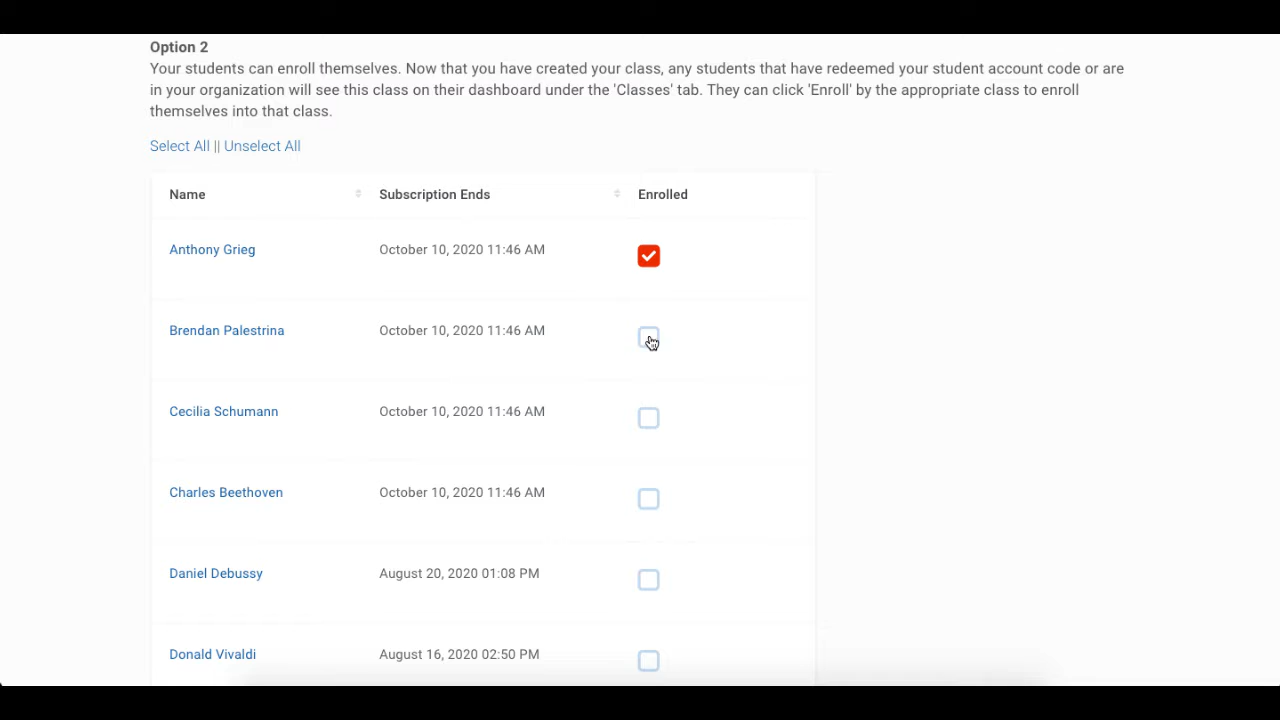 Option 2
Your students can enroll themselves. Now that you have created your class, any students that have redeemed your student account code or are
in your organization will see this class on their dashboard under the 'Classes' tab. They can click 'Enroll' by the appropriate class to enroll
themselves into that class.
Select All || Unselect All
Name Subscription Ends Enrolled
Anthony Grieg October 10, 2020 11:46 AM
Brendan Palestrina October 10, 2020 11:46 AM
Cecilia Schumann October 10, 2020 11:46 AM
Charles Beethoven October 10, 2020 11:46 AM
Daniel Debussy August 20, 2020 01:08 PM
Donald Vivaldi August 16, 2020 02:50 PM